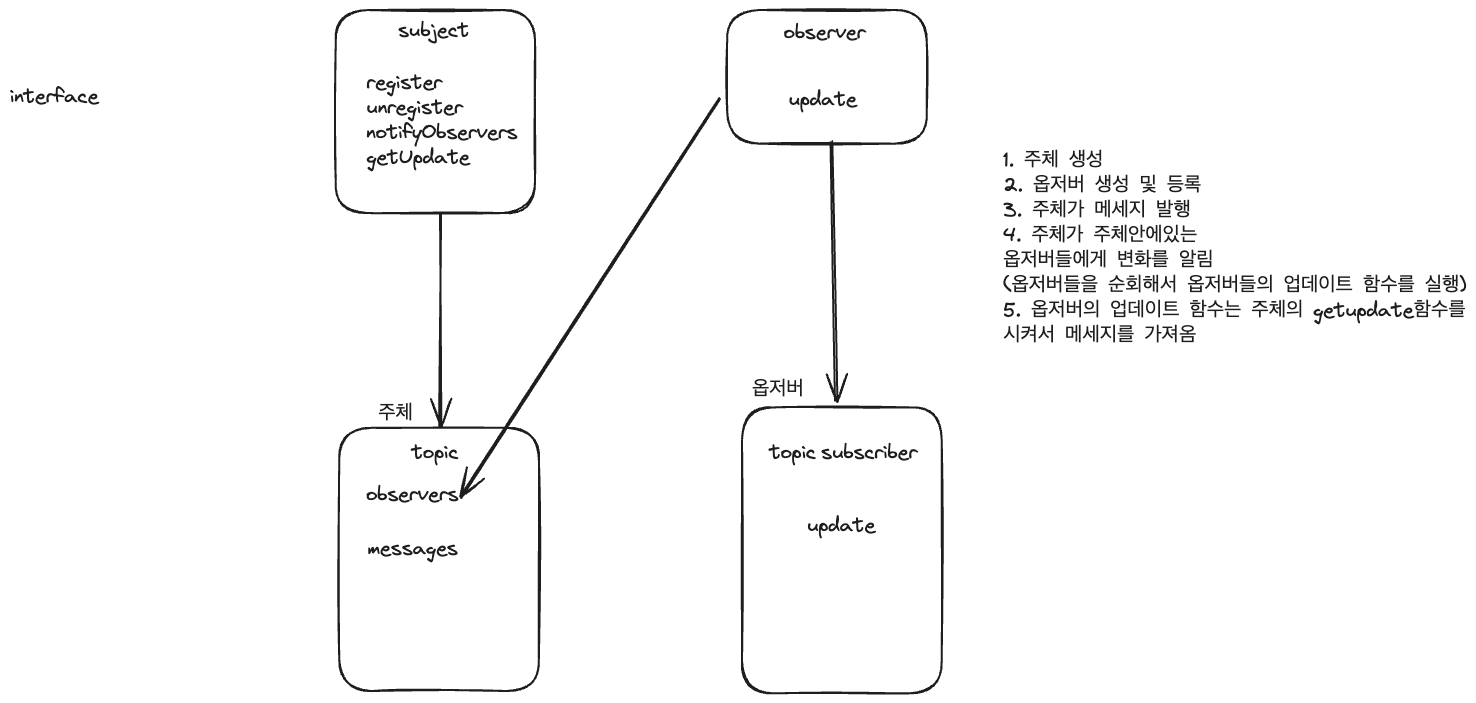 interface
subject
register
unregister
notifyObservers
getUpdate
observer
update
1. 주체 생성
2. 옵저버 생성 및 등록
3. 주체가 메세지 발행
4. 주체가 주체안에있는
옵저버들에게 변화를 알림
(옵저버들을 순회해서 옵저버들의 업데이트 함수를 실행)
5. 옵저버의 업데이트 함수는 주체의 getupdate함수를
시켜서 메세지를 가져옴
주체
topic
observers
messages
옵저버
topic subscriber
update